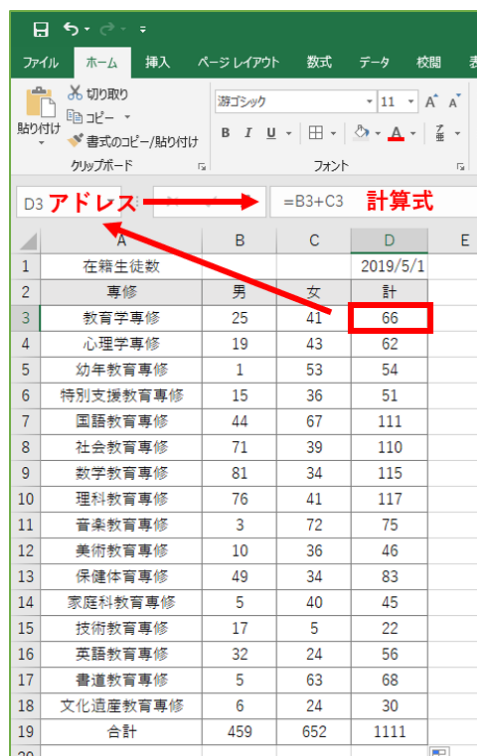 ファイル ホーム 挿入 ページ レイアウト 数式 データ 校閲
切り取り
コピー
貼り付け
書式のコピー/貼り付け
游ゴシック 11 A A
B I U A
クリップボード フォント
D3 アドレス =B3+C3 計算式
A B C D E
1 在籍生徒数 2019/5/1
2 専修 男 女 計
3 教育学専修 25 41 66
4 心理学専修 19 43 62
5 幼年教育専修 1 53 54
6 特別支援教育専修 15 36 51
7 国語教育専修 44 67 111
8 社会教育専修 71 39 110
9 数学教育専修 81 34 115
10 理科教育専修 76 41 117
11 音楽教育専修 3 72 75
12 美術教育専修 10 36 46
13 保健体育専修 49 34 83
14 家庭科教育専修 5 40 45
15 技術教育専修 17 5 22
16 英語教育専修 32 24 56
17 書道教育専修 5 63 68
18 文化遺産教育専修 6 24 30
19 合計 459 652 1111